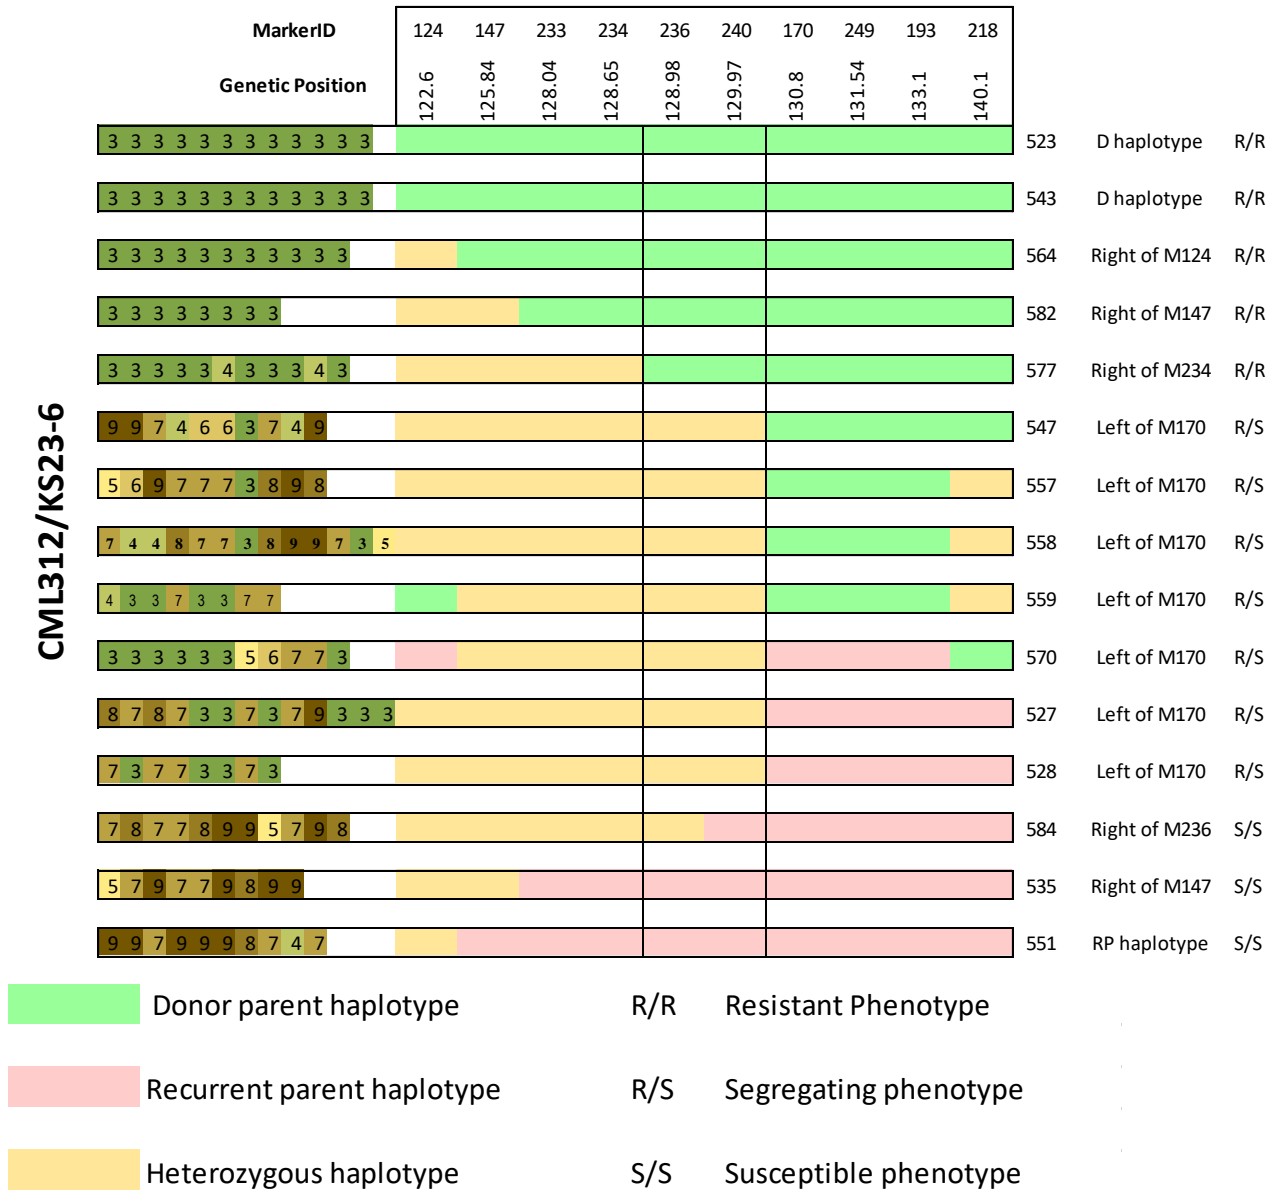 MarkerID 124 147 233 234 236 240 170 249 193 218
Genetic Position 122.6 125.84 128.04 128.65 128.98 129.97 130.8 131.54 133.1 140.1
CML312/KS23-6
3 3 3 3 3 3 3 3 3 3 3 3 523 D haplotype R/R
3 3 3 3 3 3 3 3 3 3 3 3 543 D haplotype R/R
3 3 3 3 3 3 3 3 3 3 3 564 Right of M124 R/R
3 3 3 3 3 3 3 3 582 Right of M147 R/R
3 3 3 3 3 4 3 3 3 4 3 577 Right of M234 R/R
9 9 7 4 6 6 3 7 4 9 547 Left of M170 R/S
5 6 9 7 7 7 3 8 9 8 557 Left of M170 R/S
7 4 4 8 7 7 3 8 9 9 7 3 5 558 Left of M170 R/S
4 3 3 7 3 3 7 7 559 Left of M170 R/S
3 3 3 3 3 3 5 6 7 7 3 570 Left of M170 R/S
8 7 8 7 3 3 7 3 7 9 3 3 3 527 Left of M170 R/S
7 3 7 7 3 3 7 3 528 Left of M170 R/S
7 8 7 7 8 9 9 5 7 9 8 584 Right of M236 S/S
5 7 9 7 7 9 8 9 9 535 Right of M147 S/S
9 9 7 9 9 9 8 7 4 7 551 RP haplotype S/S
Donor parent haplotype R/R Resistant Phenotype
Recurrent parent haplotype R/S Segregating phenotype
Heterozygous haplotype S/S Susceptible phenotype